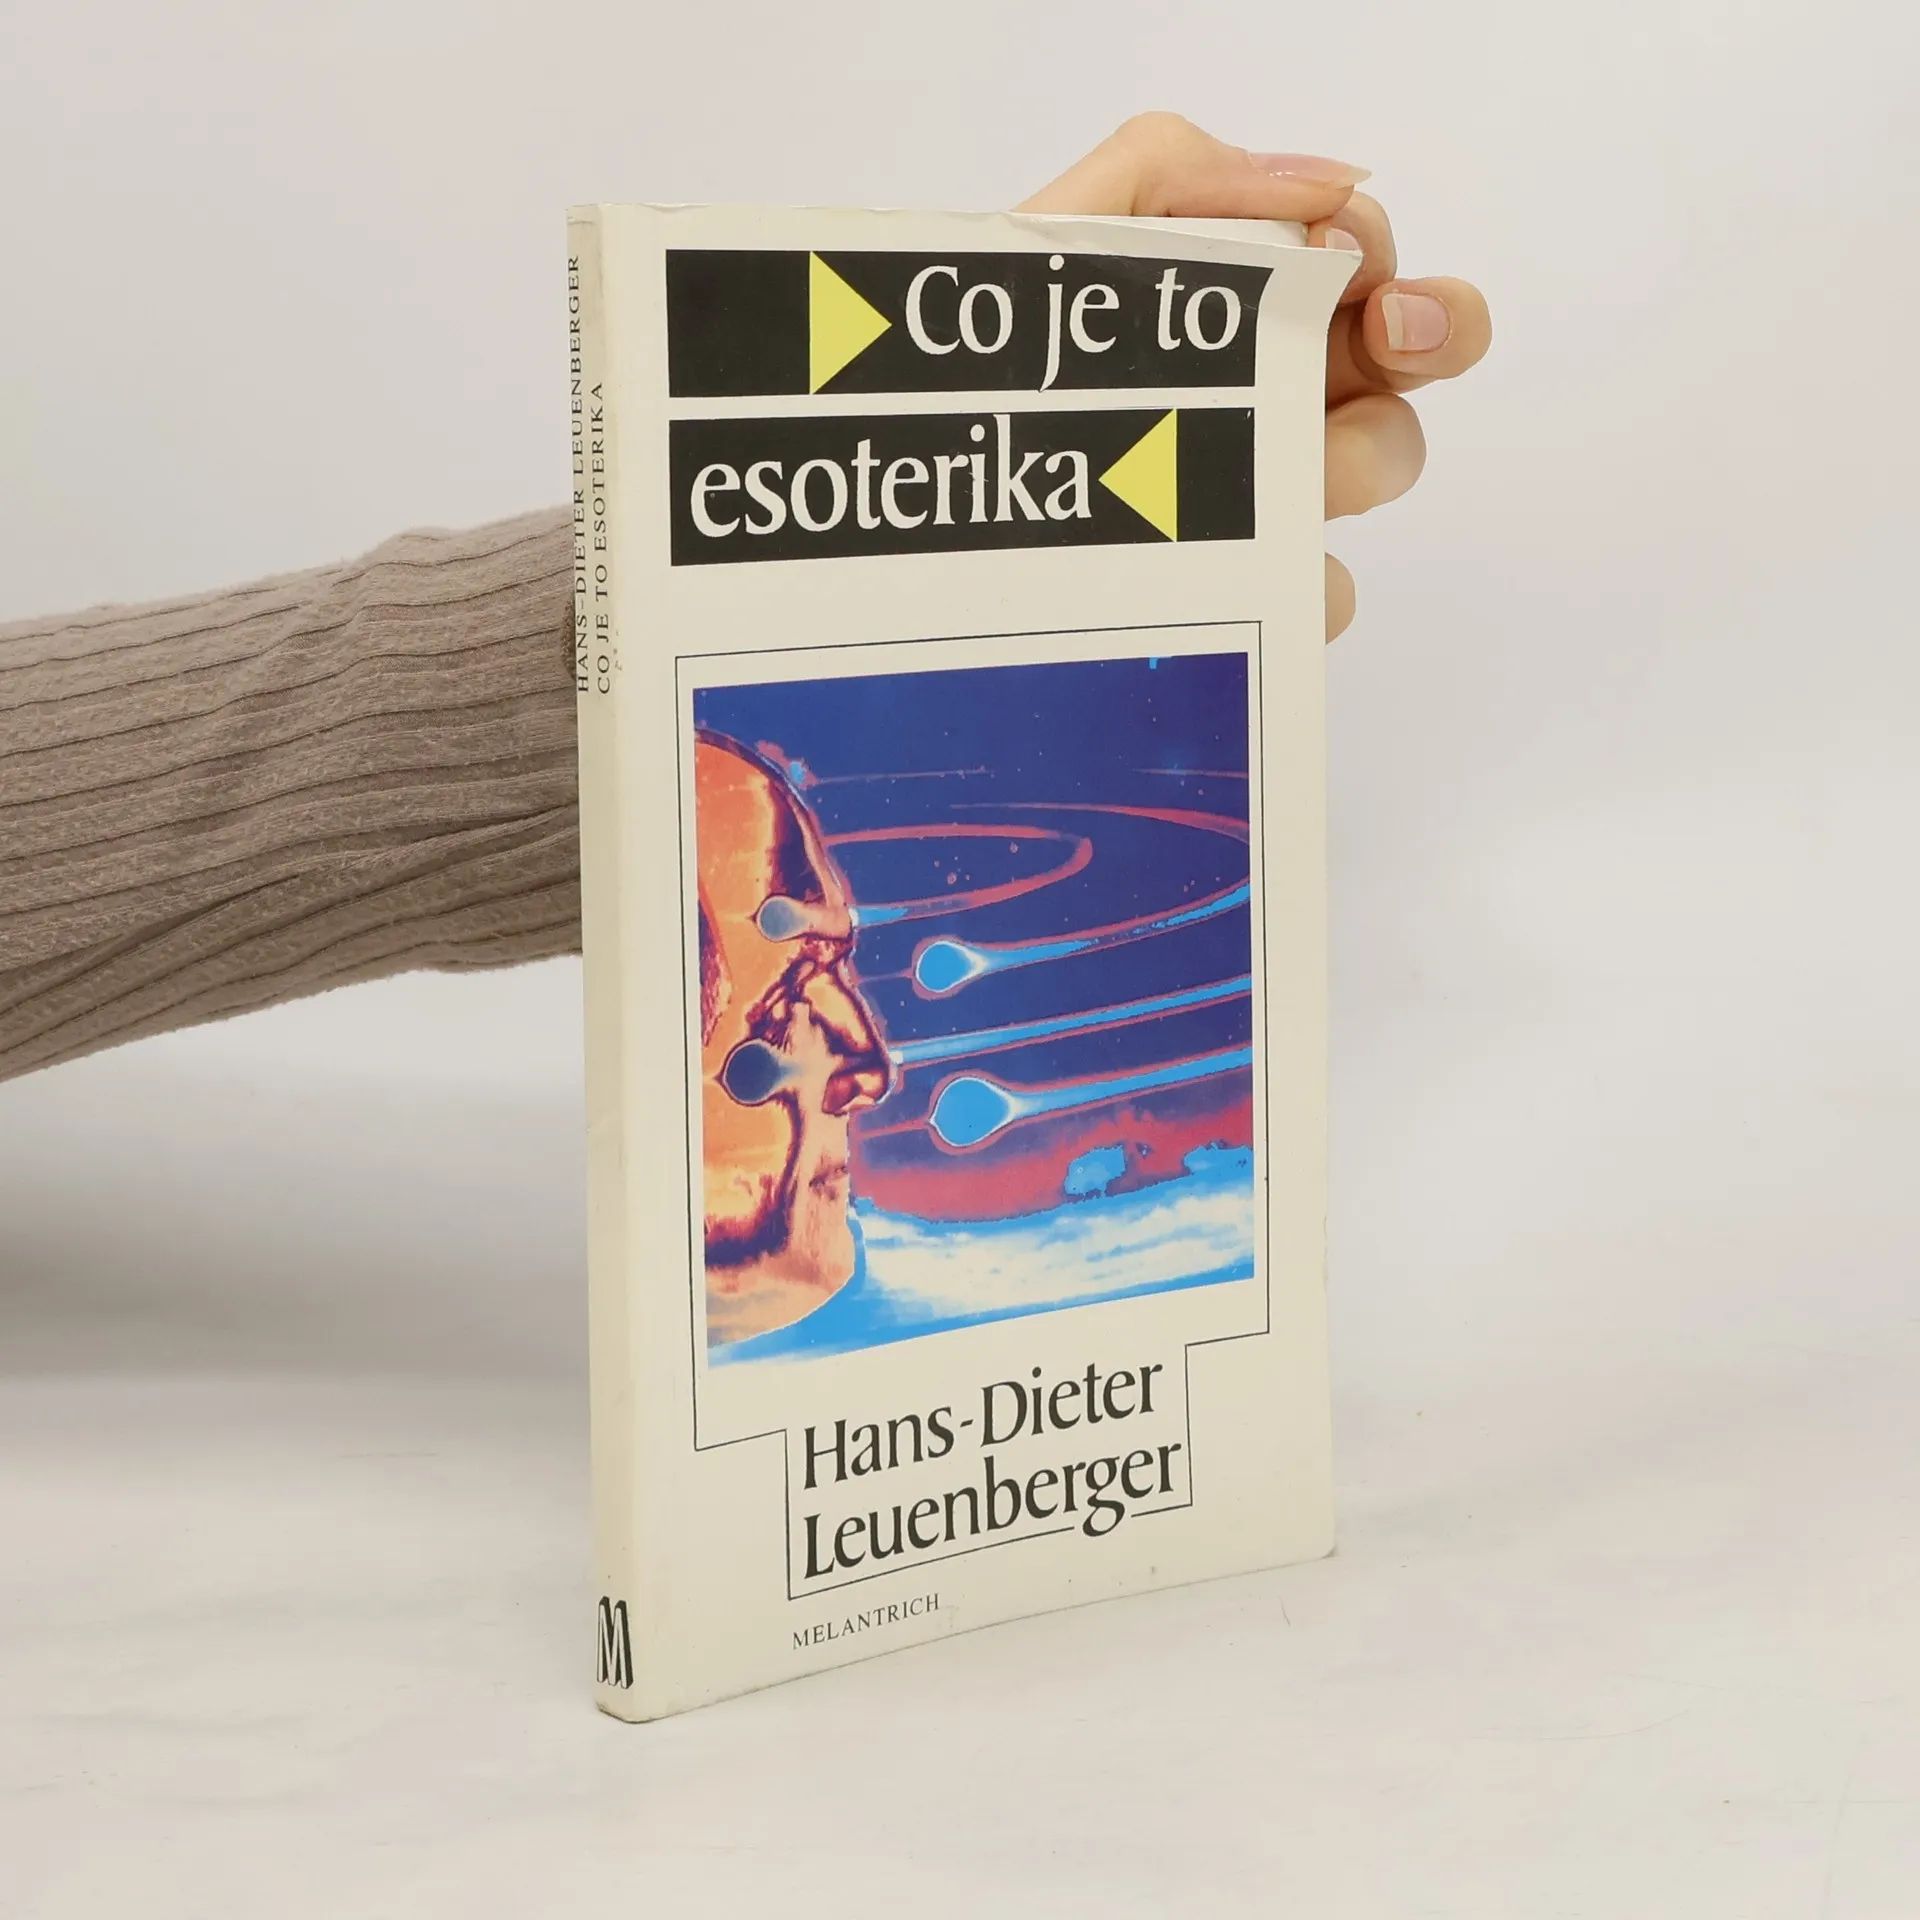 Co je to
esoterika
Hans-Dieter
Leuenberger
MELANTRICH
HANS-DIETER LEUENBERGER
CO JE TO ESOTERIKA
M